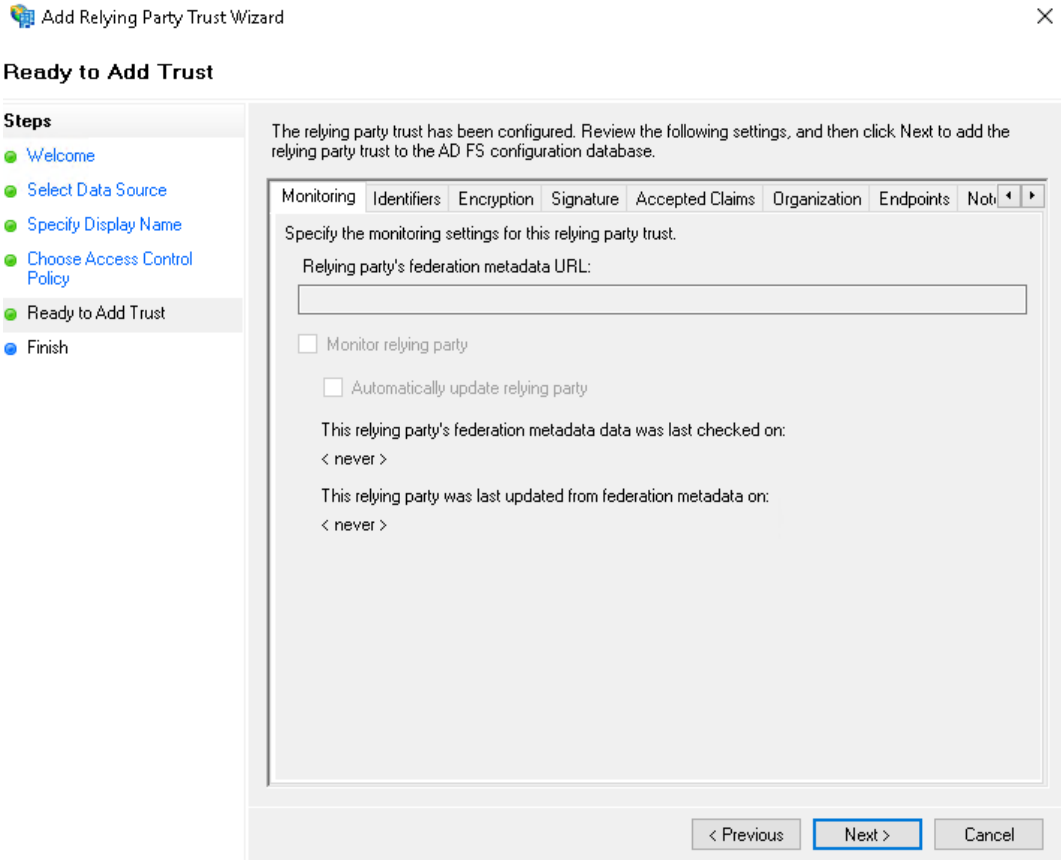 Add Relying Party Trust Wizard
Ready to Add Trust
Steps
Welcome
Select Data Source
Specify Display Name
Choose Access Control
Policy
Ready to Add Trust
Finish
The relying party trust has been configured. Review the following settings, and then click Next to add the
relying party trust to the AD FS configuration database.
Monitoring Identifiers Encryption Signature Accepted Claims Organization Endpoints
Specify the monitoring settings for this relying party trust.
Relying party's federation metadata URL:
Monitor relying party
Automatically update relying party
This relying party's federation metadata data was last checked on:
< never >
This relying party was last updated from federation metadata on:
< never >
< Previous Next > Cancel